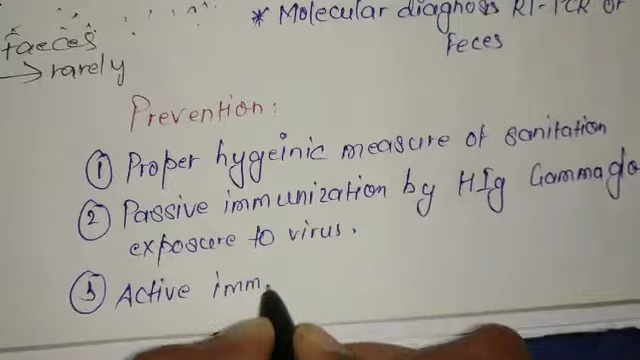 * Molecular diagnosis RT-PCR of
Feces
faeces
→ rarely
Prevention:
① Proper hygeinic measure of sanitation
② Passive immunization by HIg Gammaglo
exposure to virus.
③ Active imm